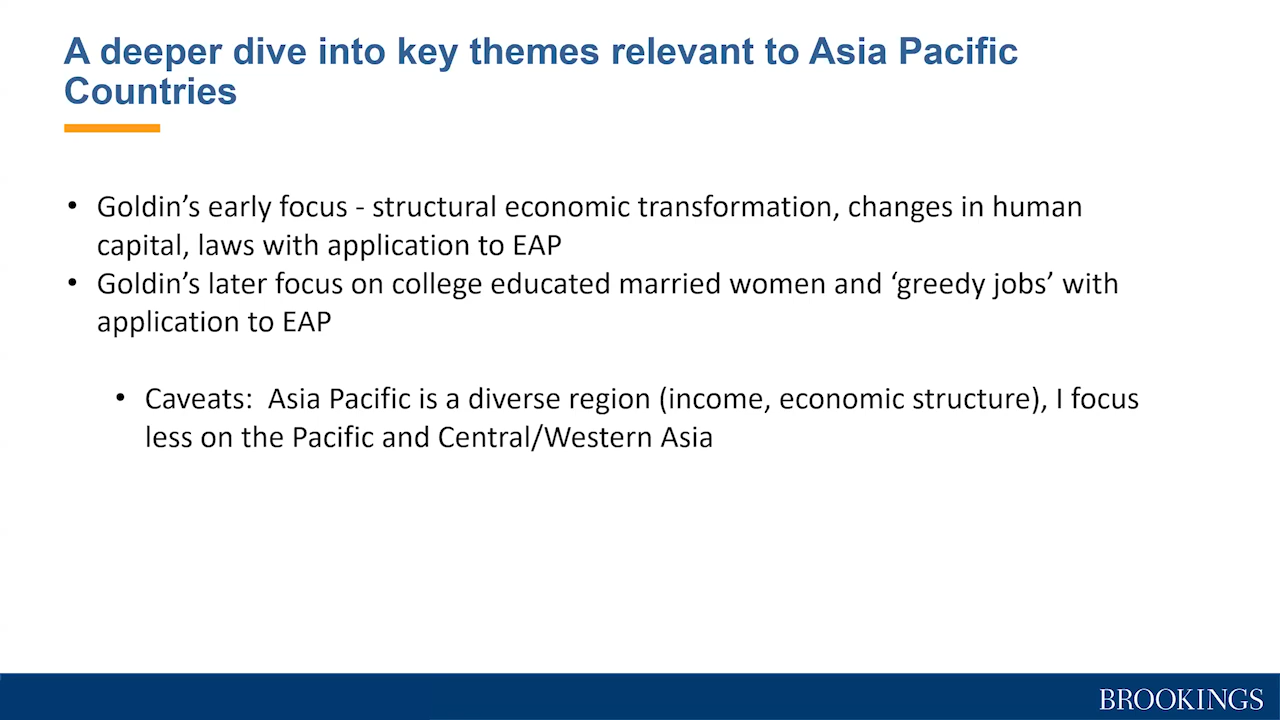 A deeper dive into key themes relevant to Asia Pacific
Countries
• Goldin’s early focus - structural economic transformation, changes in human
capital, laws with application to EAP
• Goldin’s later focus on college educated married women and ‘greedy jobs’ with
application to EAP
• Caveats:  Asia Pacific is a diverse region (income, economic structure), I focus
less on the Pacific and Central/Western Asia
BROOKINGS